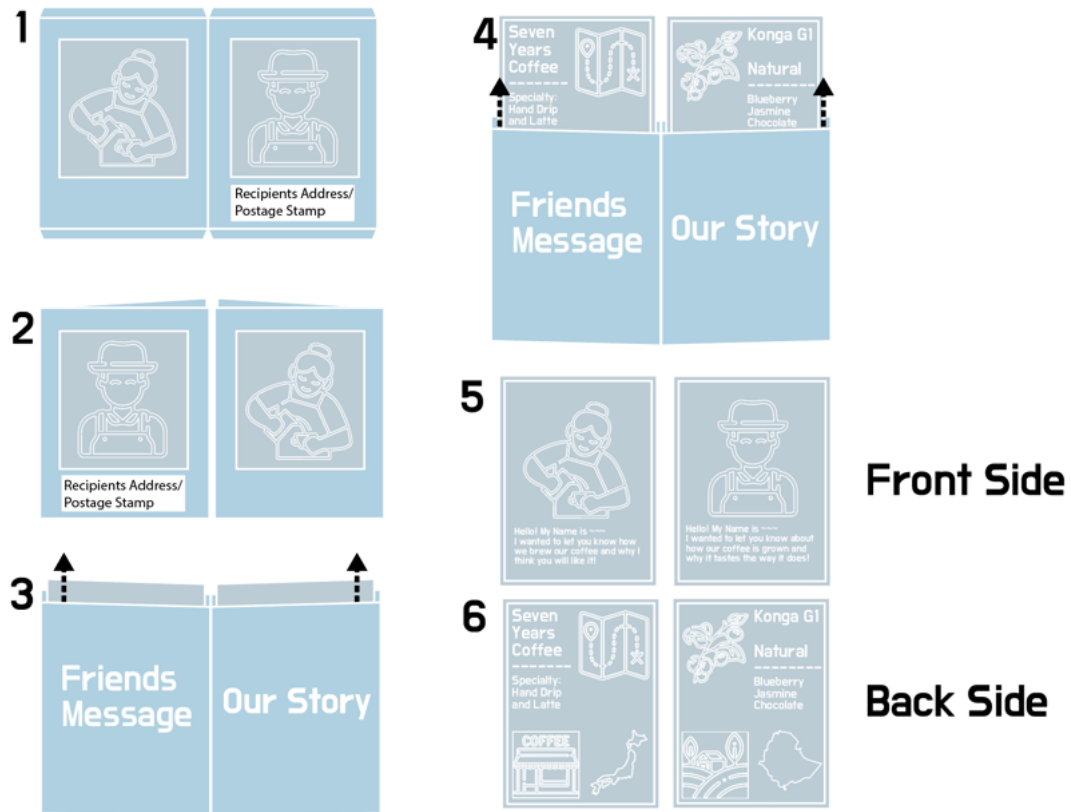 1
Recipients Address/
Postage Stamp
2
Recipients Address/
Postage Stamp
3
Friends
Message
Our Story
4
Seven
Years
Coffee
Specialty:
Hand Drip
and Latte
Konga G1
Natural
Blueberry
Jasmine
Chocolate
Friends
Message
Our Story
5
Hello! My Name is ~~~
I wanted to let you know how
we brew our coffee and why I
think you will like it!
Hello! My Name is ~~~
I wanted to let you know about
how our coffee is grown and
why it tastes the way it does!
Front Side
6
Seven
Years
Coffee
Specialty:
Hand Drip
and Latte
COFFEE
Konga G1
Natural
Blueberry
Jasmine
Chocolate
Back Side